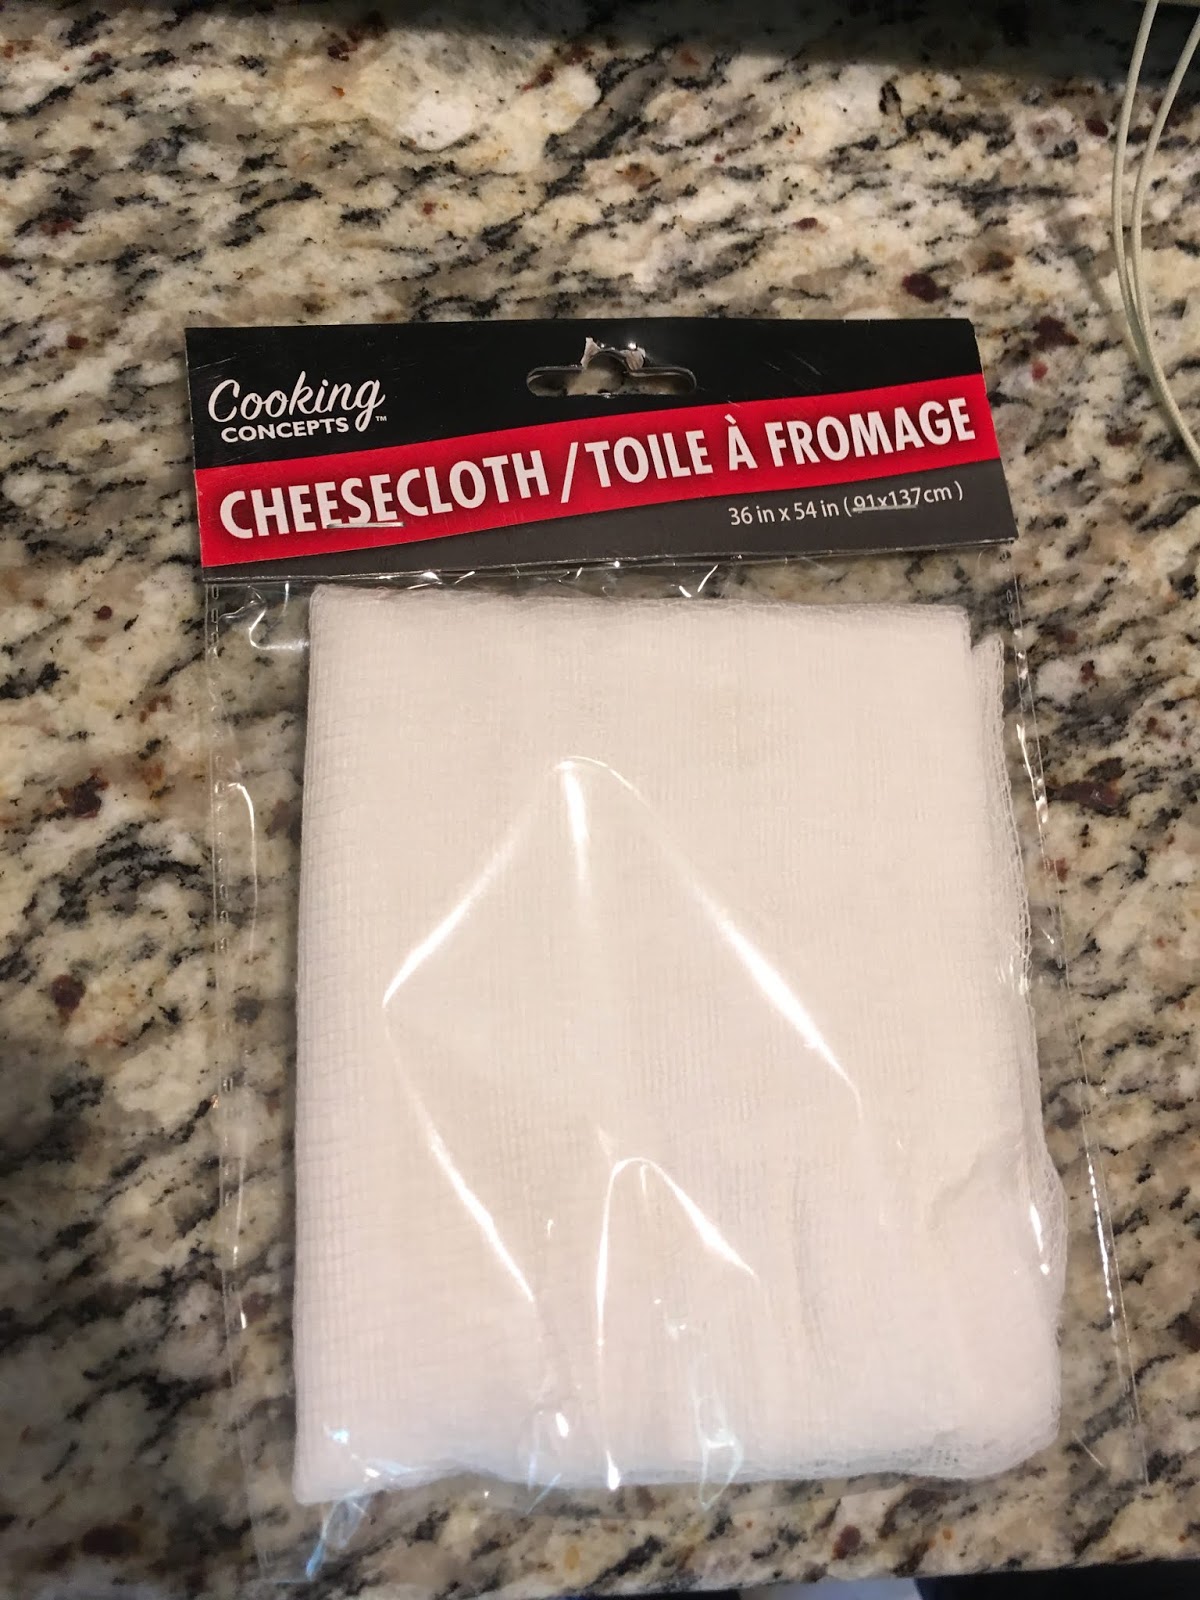 Cooking
CONCEPTS™
CHEESECLOTH / TOILE À FROMAGE
36 in x 54 in ( 91x137cm )